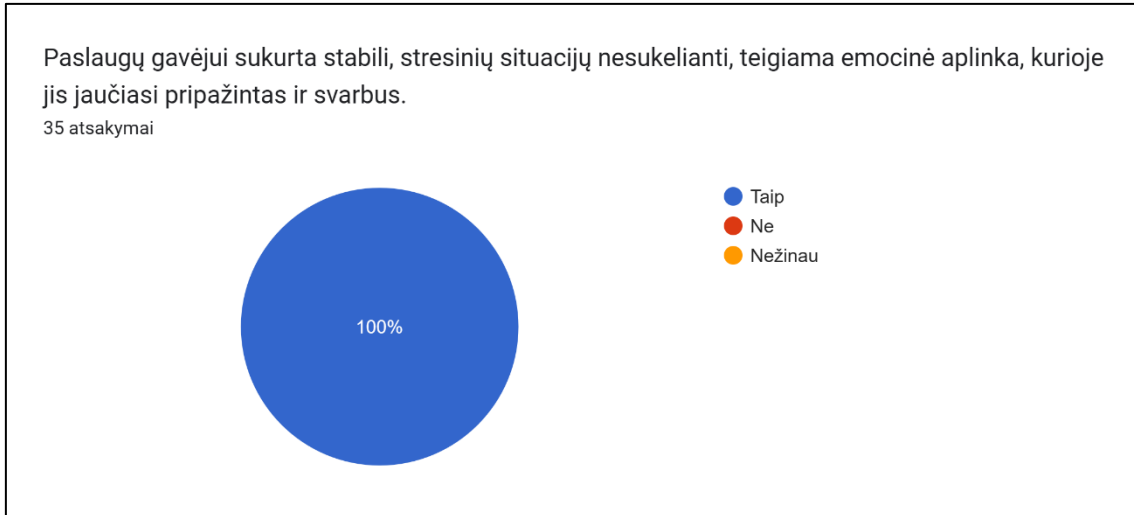 Paslaugų gavėjui sukurta stabili, stresinių situacijų nesukelianti, teigiama emocinė aplinka, kurioje
jis jaučiasi pripažintas ir svarbus.
35 atsakymai
Taip
Ne
Nežinau
100%